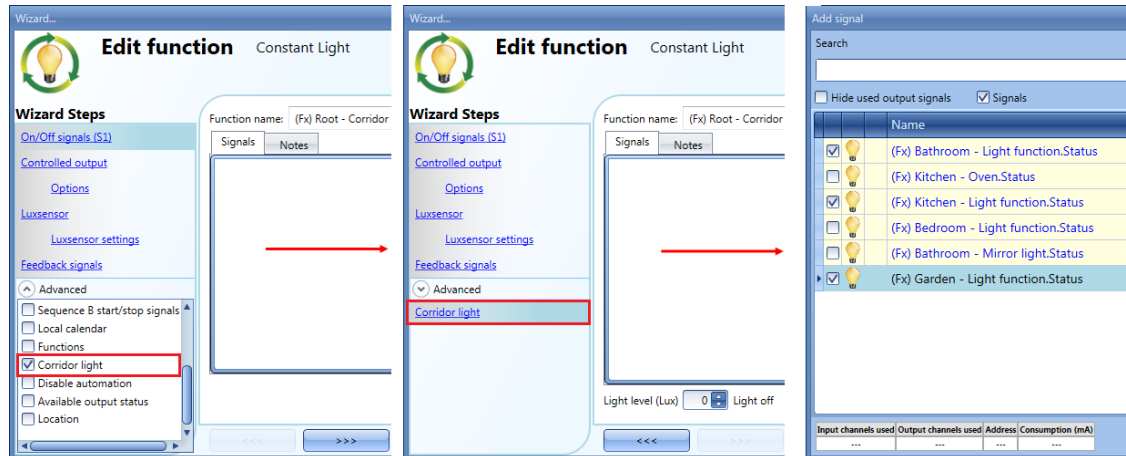 Wizard...
Edit function Constant Light
Wizard Steps
On/Off signals (S1)
Controlled output
Options
Luxsensor
Luxsensor settings
Feedback signals
Advanced
Sequence B start/stop signals
Local calendar
Functions
Corridor light
Disable automation
Available output status
Location
Function name: (Fx) Root - Corridor
Signals Notes
<<< >>>
Wizard...
Edit function Constant Light
Wizard Steps
On/Off signals (S1)
Controlled output
Options
Luxsensor
Luxsensor settings
Feedback signals
Advanced
Corridor light
Function name: (Fx) Root - Corridor
Signals Notes
Light level (Lux) 0 Light off
<<< >>>
Add signal
Search
Hide used output signals Signals
Name
(Fx) Bathroom - Light function.Status
(Fx) Kitchen - Oven.Status
(Fx) Kitchen - Light function.Status
(Fx) Bedroom - Light function.Status
(Fx) Bathroom - Mirror light.Status
(Fx) Garden - Light function.Status
Input channels used Output channels used Address Consumption (mA)
--- --- --- ---